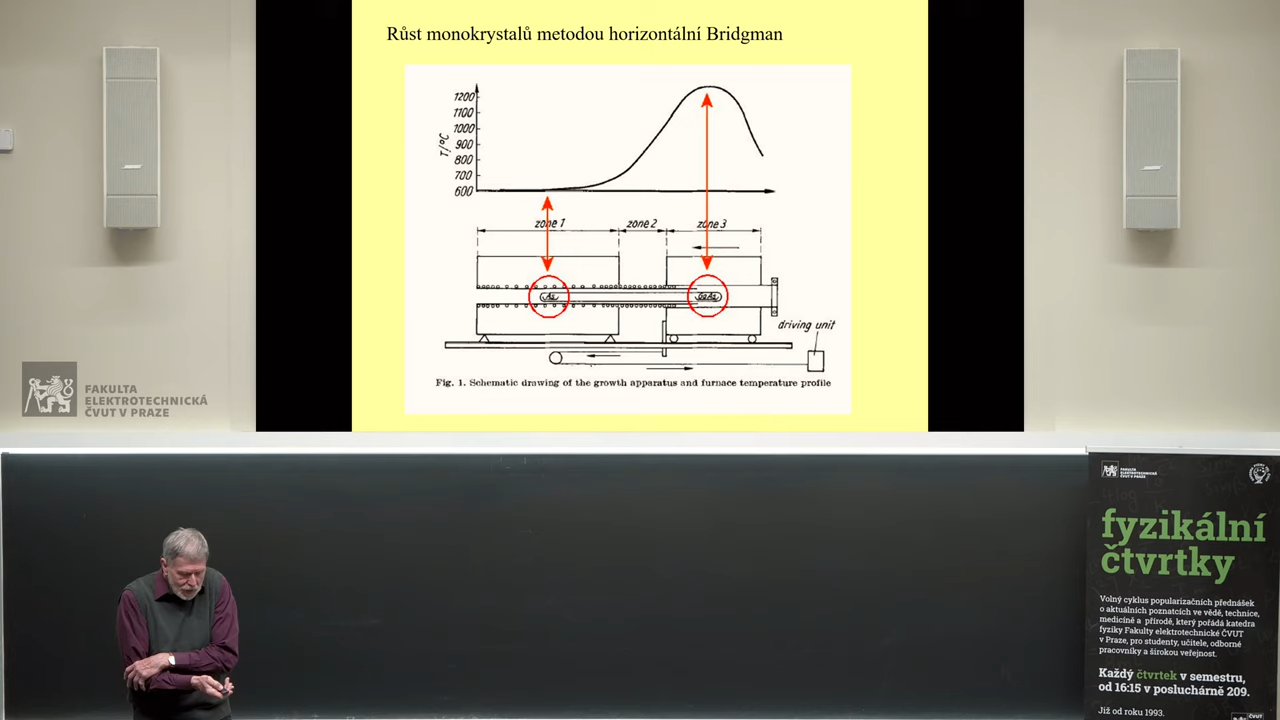 Růst monokrystalů metodou horizontální Bridgman
1200
1100
1000
900
800
700
600
T/°C
zone 1
zone 2
zone 3
As
GaAs
driving unit
Fig. 1. Schematic drawing of the growth apparatus and furnace temperature profile
FAKULTA
ELEKTROTECHNICKÁ
ČVUT V PRAZE
FAKULTA
ELEKTROTECHNICKÁ
ČVUT V PRAZE
fyzikální
čtvrtky
Volný cyklus popularizačních přednášek
o aktuálních poznatcích ve vědě, technice,
medicíně a přírodě, který pořádá katedra
fyziky Fakulty elektrotechnické ČVUT
v Praze, pro studenty, učitele, odborné
pracovníky a širokou veřejnost.
Každý čtvrtek v semestru,
od 16:15 v posluchárně 209.
Již od roku 1993.
ČVUT